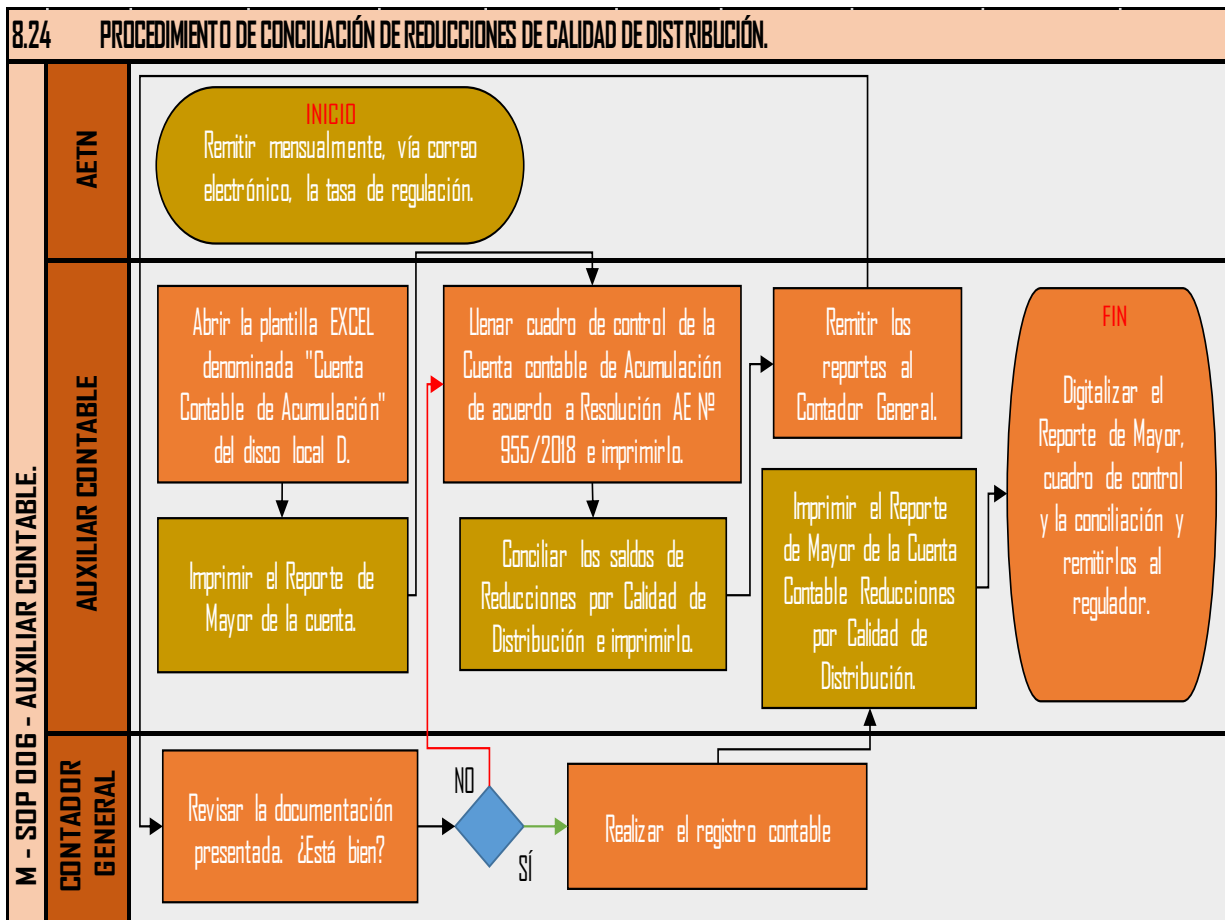 8.24 PROCEDIMIENTO DE CONCILIACIÓN DE REDUCCIONES DE CALIDAD DE DISTRIBUCIÓN.
M - SDP 006 - AUXILIAR CONTABLE.
AETN
INICIO
Remitir mensualmente, vía correo
electrónico, la tasa de regulación.
AUXILIAR CONTABLE
Abrir la plantilla EXCEL
denominada "Cuenta
Contable de Acumulación"
del disco local D.
Imprimir el Reporte de
Mayor de la cuenta.
Llenar cuadro de control de la
Cuenta contable de Acumulación
de acuerdo a Resolución AE Nº
955/2018 e imprimirlo.
Conciliar los saldos de
Reducciones por Calidad de
Distribución e imprimirlo.
Remitir los
reportes al
Contador General.
Imprimir el Reporte
de Mayor de la Cuenta
Contable Reducciones
por Calidad de
Distribución.
FIN
Digitalizar el
Reporte de Mayor,
cuadro de control
y la conciliación y
remitirlos al
regulador.
CONTADOR
GENERAL
Revisar la documentación
presentada. ¿Está bien?
NO
SÍ
Realizar el registro contable